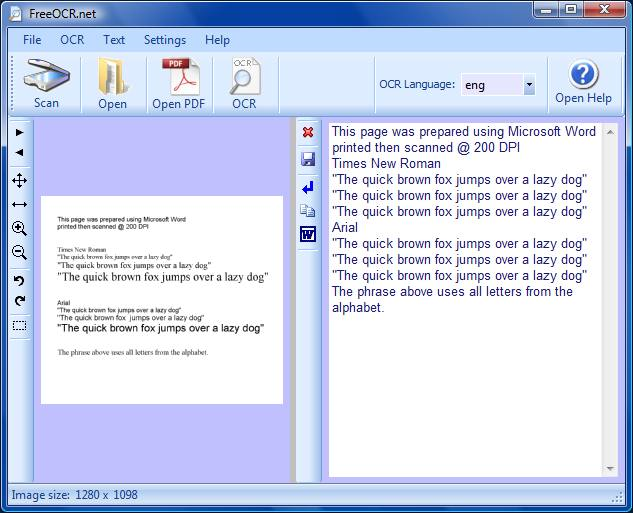 FreeOCR.net
File OCR Text Settings Help
PDF OCR
Scan Open Open PDF OCR OCR Language: eng Open Help
This page was prepared using Microsoft Word
printed then scanned @ 200 DPI
Times New Roman
"The quick brown fox jumps over a lazy dog"
"The quick brown fox jumps over a lazy dog"
"The quick brown fox jumps over a lazy dog"
Arial
"The quick brown fox jumps over a lazy dog"
"The quick brown fox jumps over a lazy dog"
"The quick brown fox jumps over a lazy dog"
The phrase above uses all letters from the alphabet.
W
This page was prepared using Microsoft Word
printed then scanned @ 200 DPI
Times New Roman
"The quick brown fox jumps over a lazy dog"
"The quick brown fox jumps over a lazy dog"
"The quick brown fox jumps over a lazy dog"
Arial
"The quick brown fox jumps over a lazy dog"
"The quick brown fox jumps over a lazy dog"
"The quick brown fox jumps over a lazy dog"
The phrase above uses all letters from the
alphabet.
Image size: 1280 x 1098